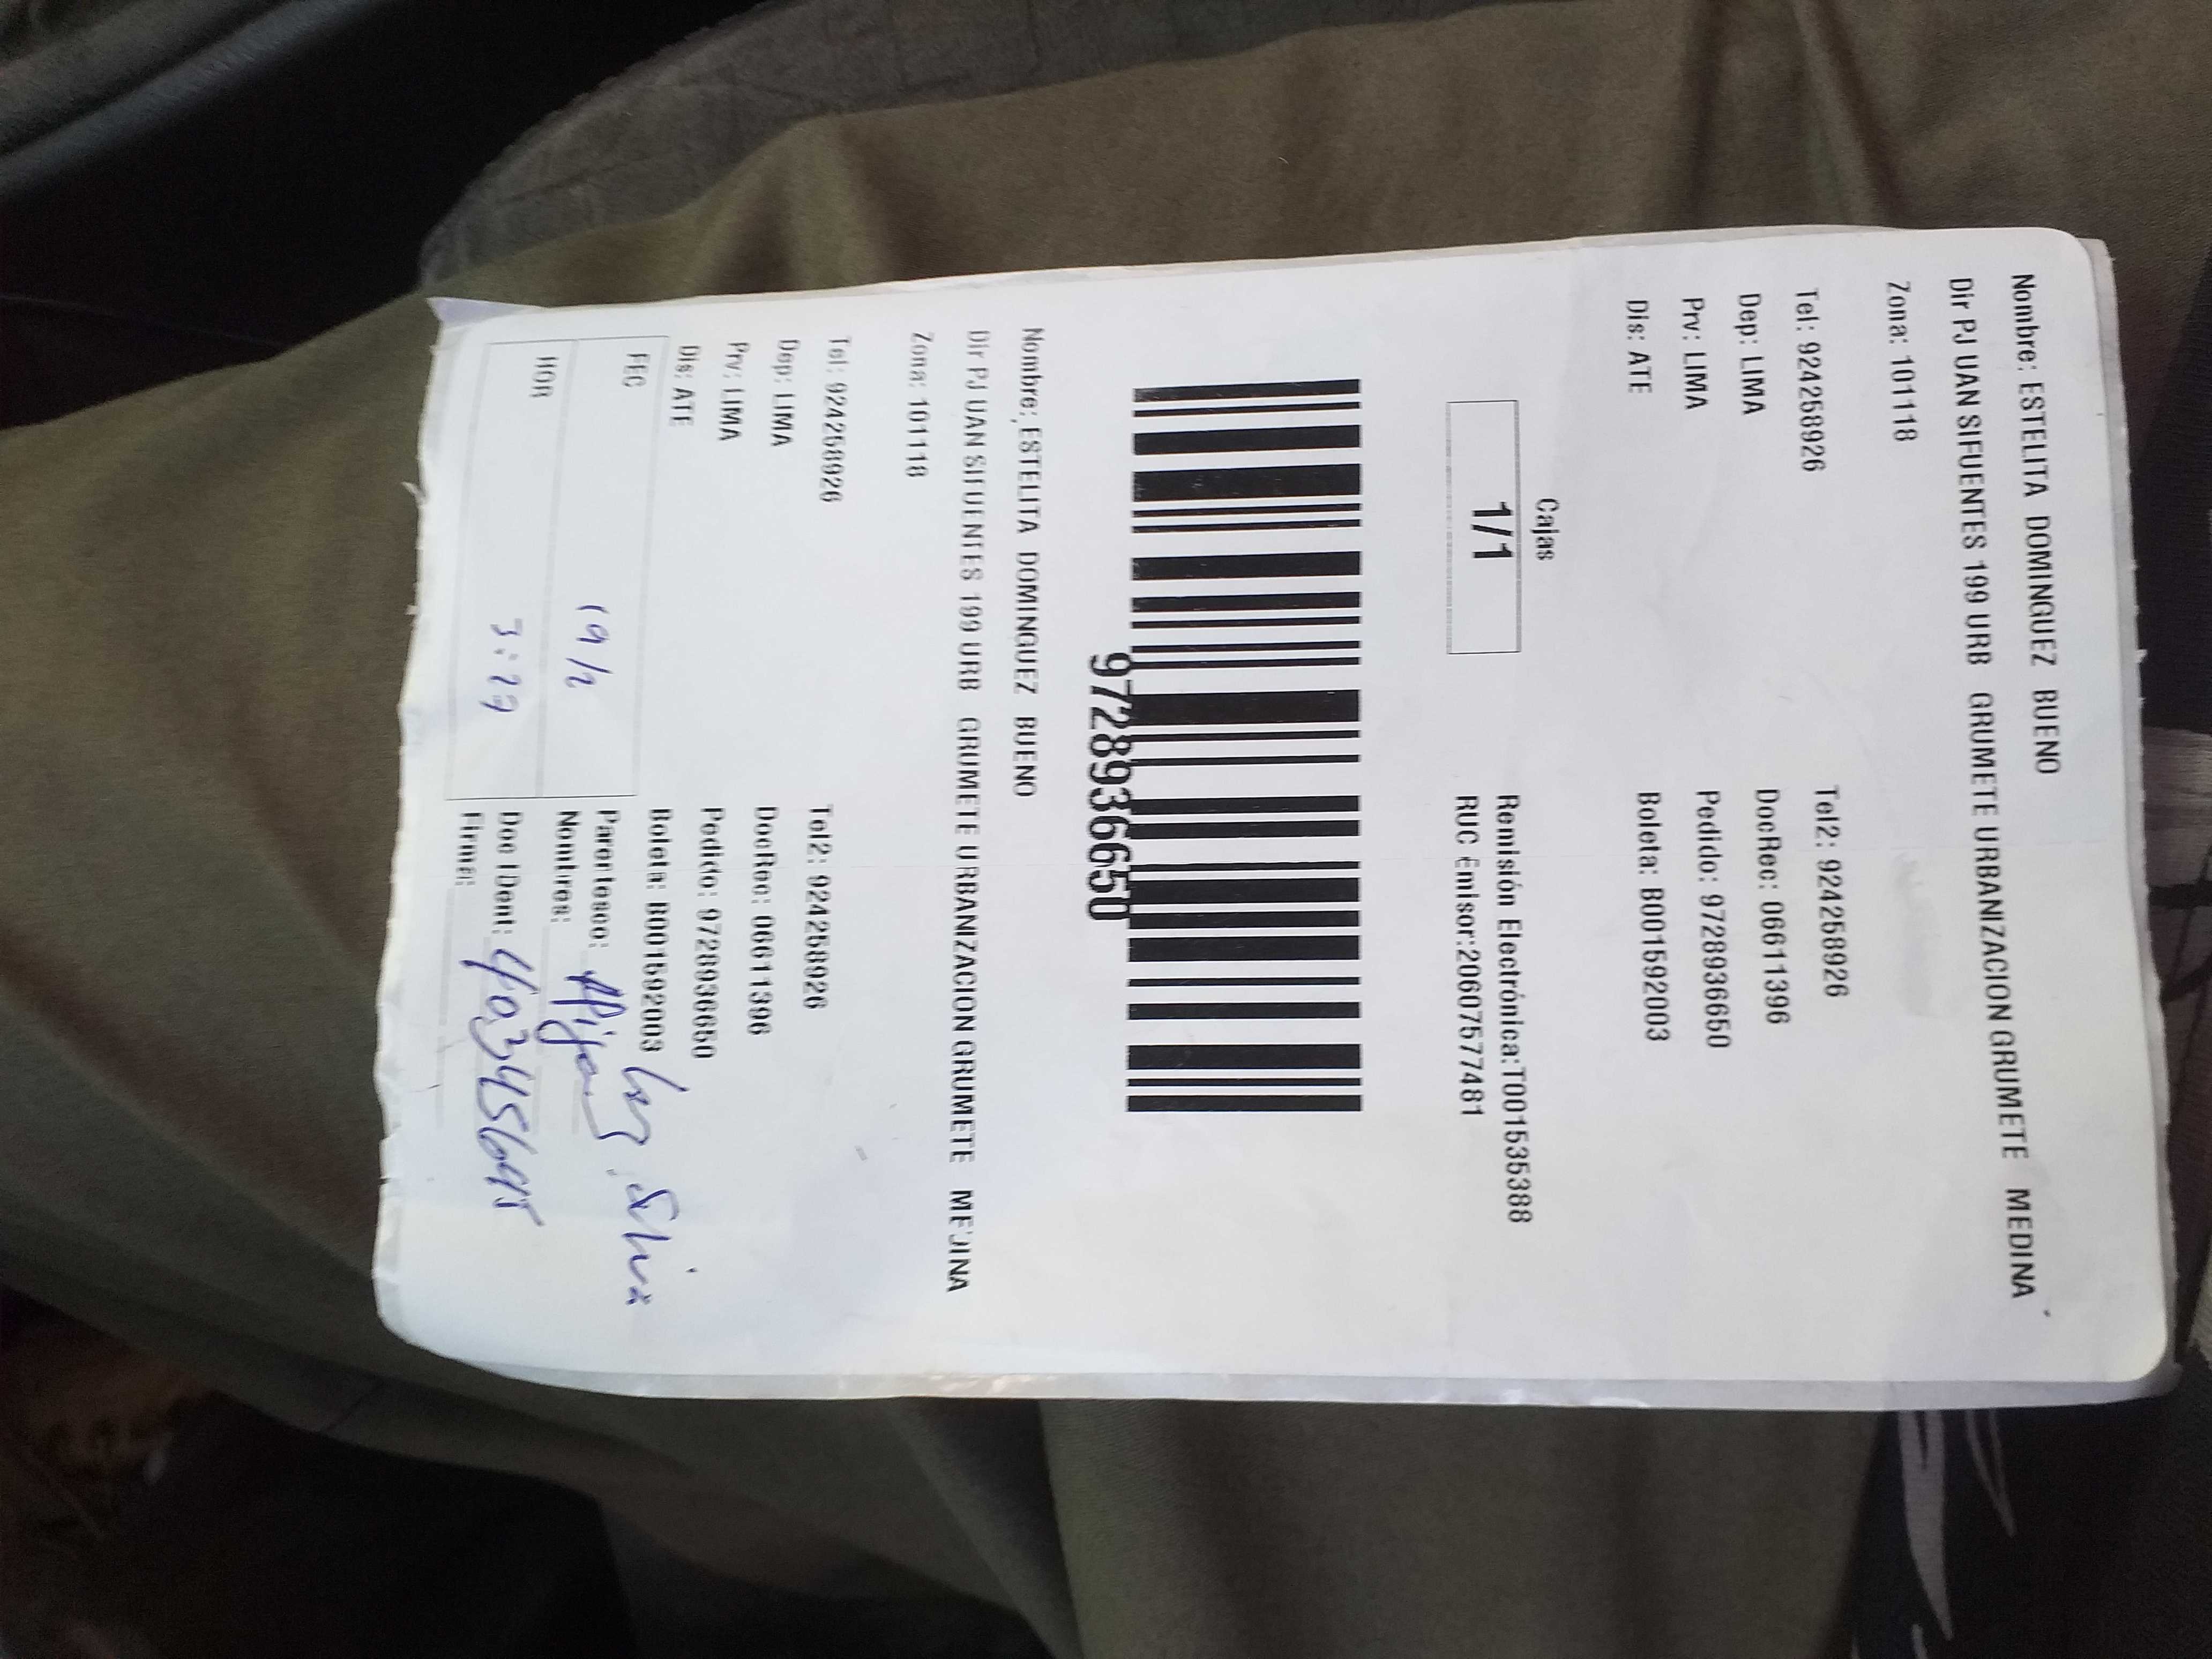 Nombre: ESTELITA DOMINGUEZ BUENO
Dir PJ UAN SIFUENTES 199 URB GRUMETE URBANIZACION GRUMETE MEDINA
Zona: 101118
Tel: 924258926 Tel2: 924258926
Dep: LIMA DocRec: 06611396
Prv: LIMA Pedido: 9728936650
Dis: ATE Boleta: B001592003
Cajas Remisión Electrónica:T001535388
1/1 RUC Emisor:20607577481
9728936650
Nombre: ESTELITA DOMINGUEZ BUENO
Dir PJ UAN SIFUENTES 199 URB GRUMETE URBANIZACION GRUMETE MEDINA
Zona: 101118
Tel: 924258926 Tel2: 924258926
Dep: LIMA DocRec: 06611396
Prv: LIMA Pedido: 9728936650
Dis: ATE Boleta: B001592003
FEC Parentesco:
Nombres:
HOR 3:27 Doc IDent:
Firma: